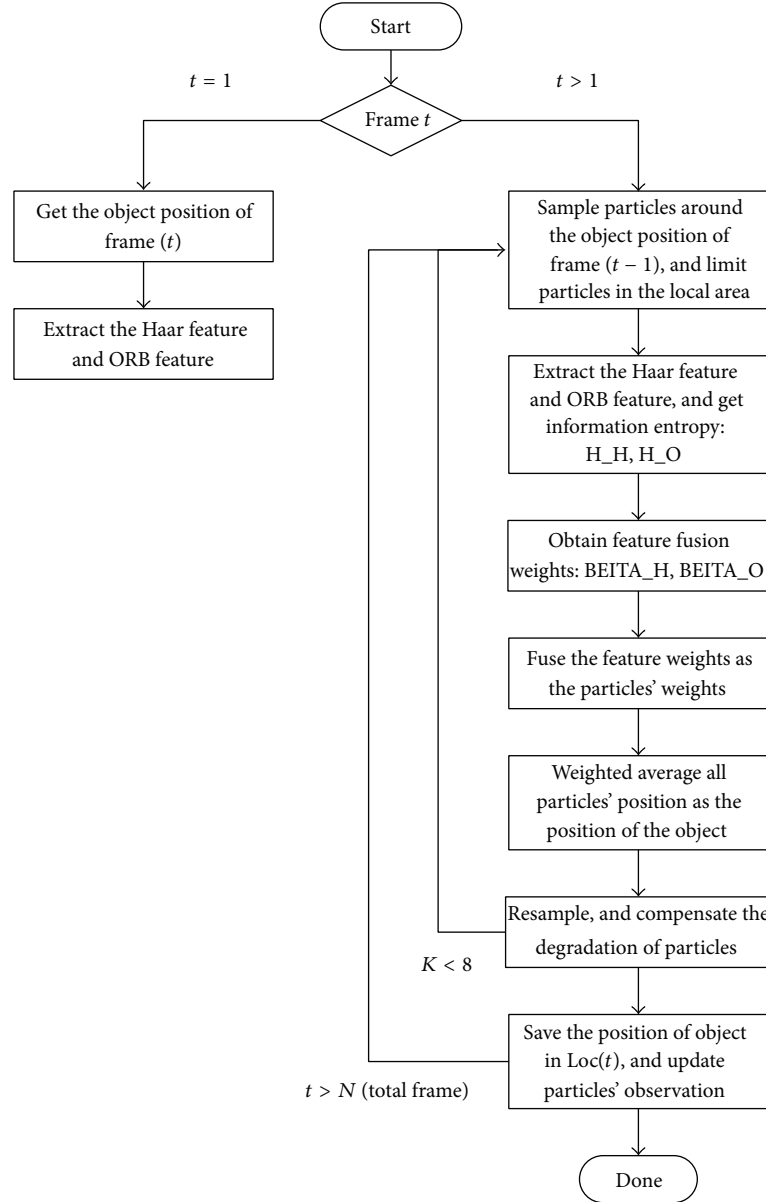 Start
t = 1
t > 1
Frame t
Get the object position of
frame (t)
Extract the Haar feature
and ORB feature
Sample particles around
the object position of
frame (t − 1), and limit
particles in the local area
Extract the Haar feature
and ORB feature, and get
information entropy:
H_H, H_O
Obtain feature fusion
weights: BEITA_H, BEITA_O
Fuse the feature weights as
the particles' weights
Weighted average all
particles' position as the
position of the object
Resample, and compensate the
degradation of particles
K < 8
Save the position of object
in Loc(t), and update
particles' observation
t > N (total frame)
Done